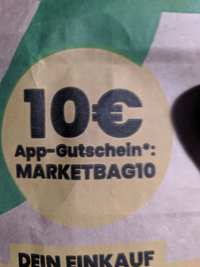 10€
App-Gutschein*:
MARKETBAG10
DEIN EINKAUF